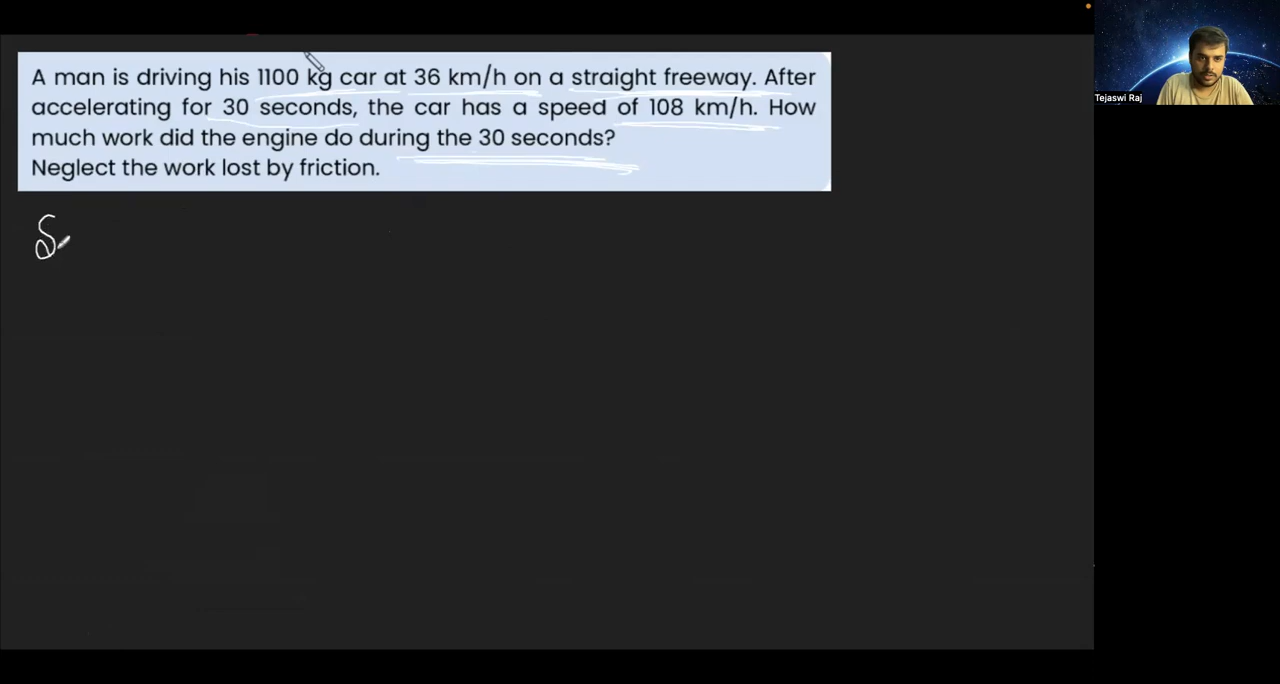 A man is driving his 1100 kg car at 36 km/h on a straight freeway. After
accelerating for 30 seconds, the car has a speed of 108 km/h. How
much work did the engine do during the 30 seconds?
Neglect the work lost by friction.
S
Tejaswi Raj